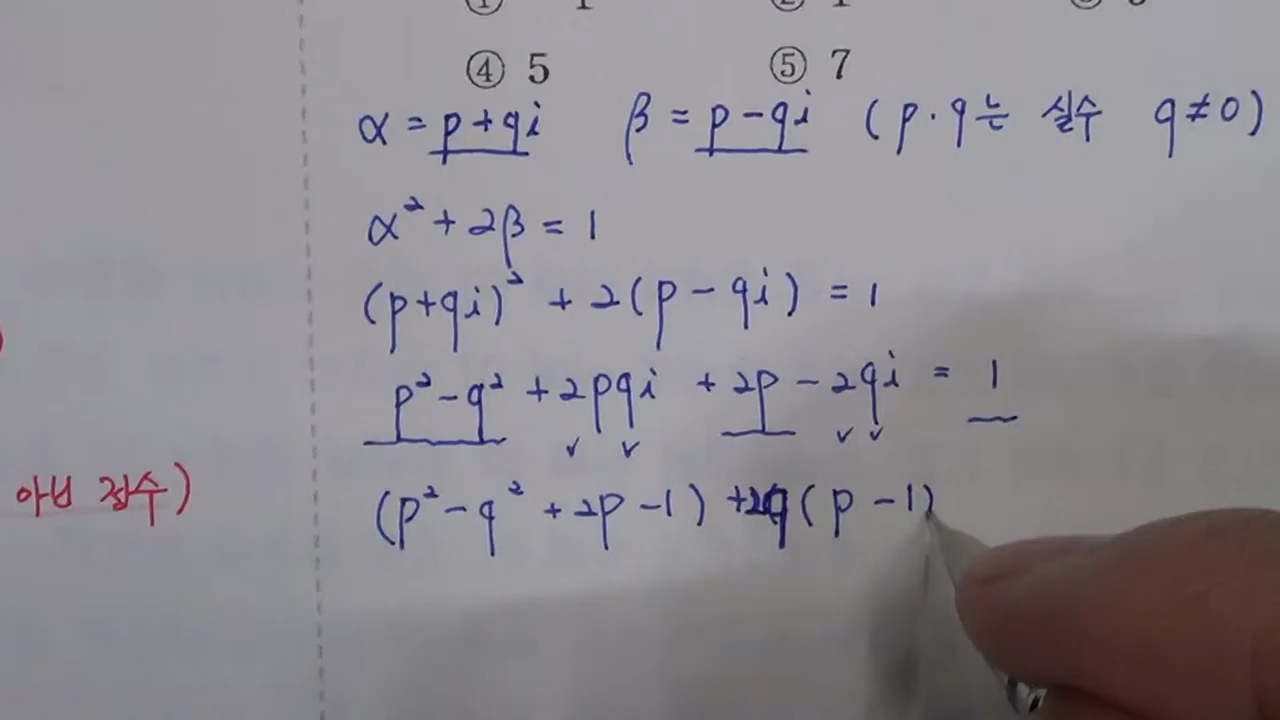 ④ 5 ⑤ 7
α = p+qi β = p-qi (p·q는 실수 q≠0)
α² + 2β = 1
(p+qi)² + 2(p-qi) = 1
p²-q² +2pqi +2p -2qi = 1
(p²-q²+2p-1) +2q(p-1)
아닌 정수)